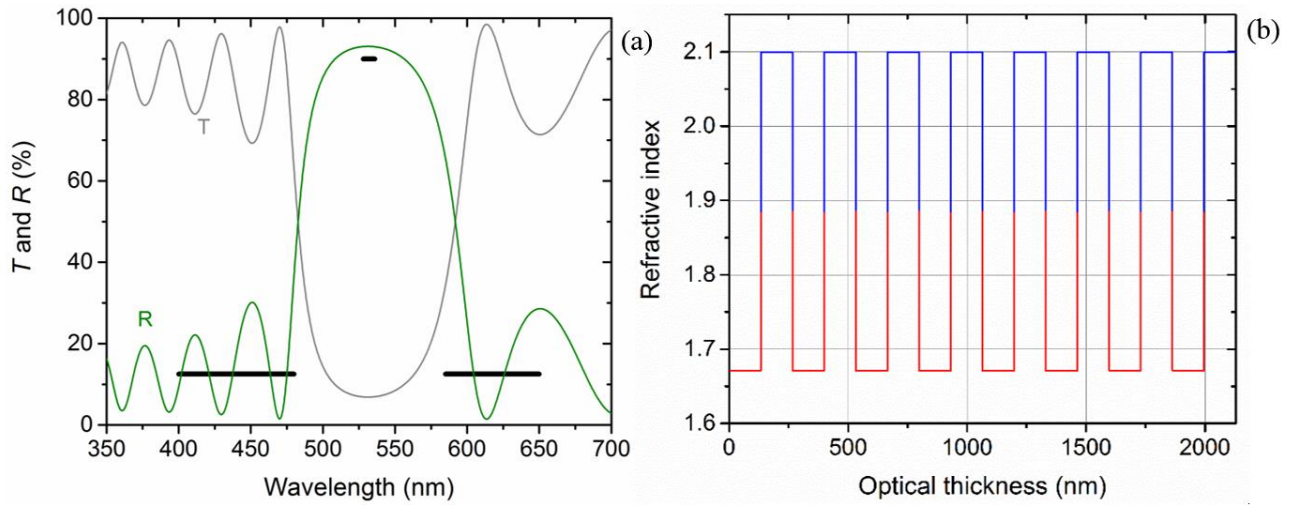 (a)
T and R (%)
100
80
60
40
20
0
T
R
350 400 450 500 550 600 650 700
Wavelength (nm)
(b)
Refractive index
2.1
2.0
1.9
1.8
1.7
1.6
0 500 1000 1500 2000
Optical thickness (nm)